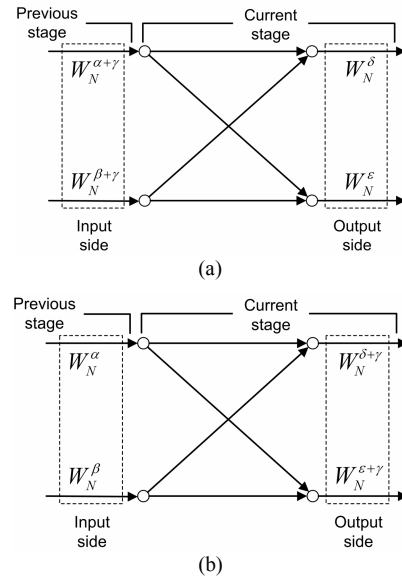 Previous stage
Current stage
W_N^{α+γ}
W_N^{δ}
W_N^{β+γ}
W_N^{ε}
Input side
Output side
(a)
Previous stage
Current stage
W_N^{α}
W_N^{δ+γ}
W_N^{β}
W_N^{ε+γ}
Input side
Output side
(b)